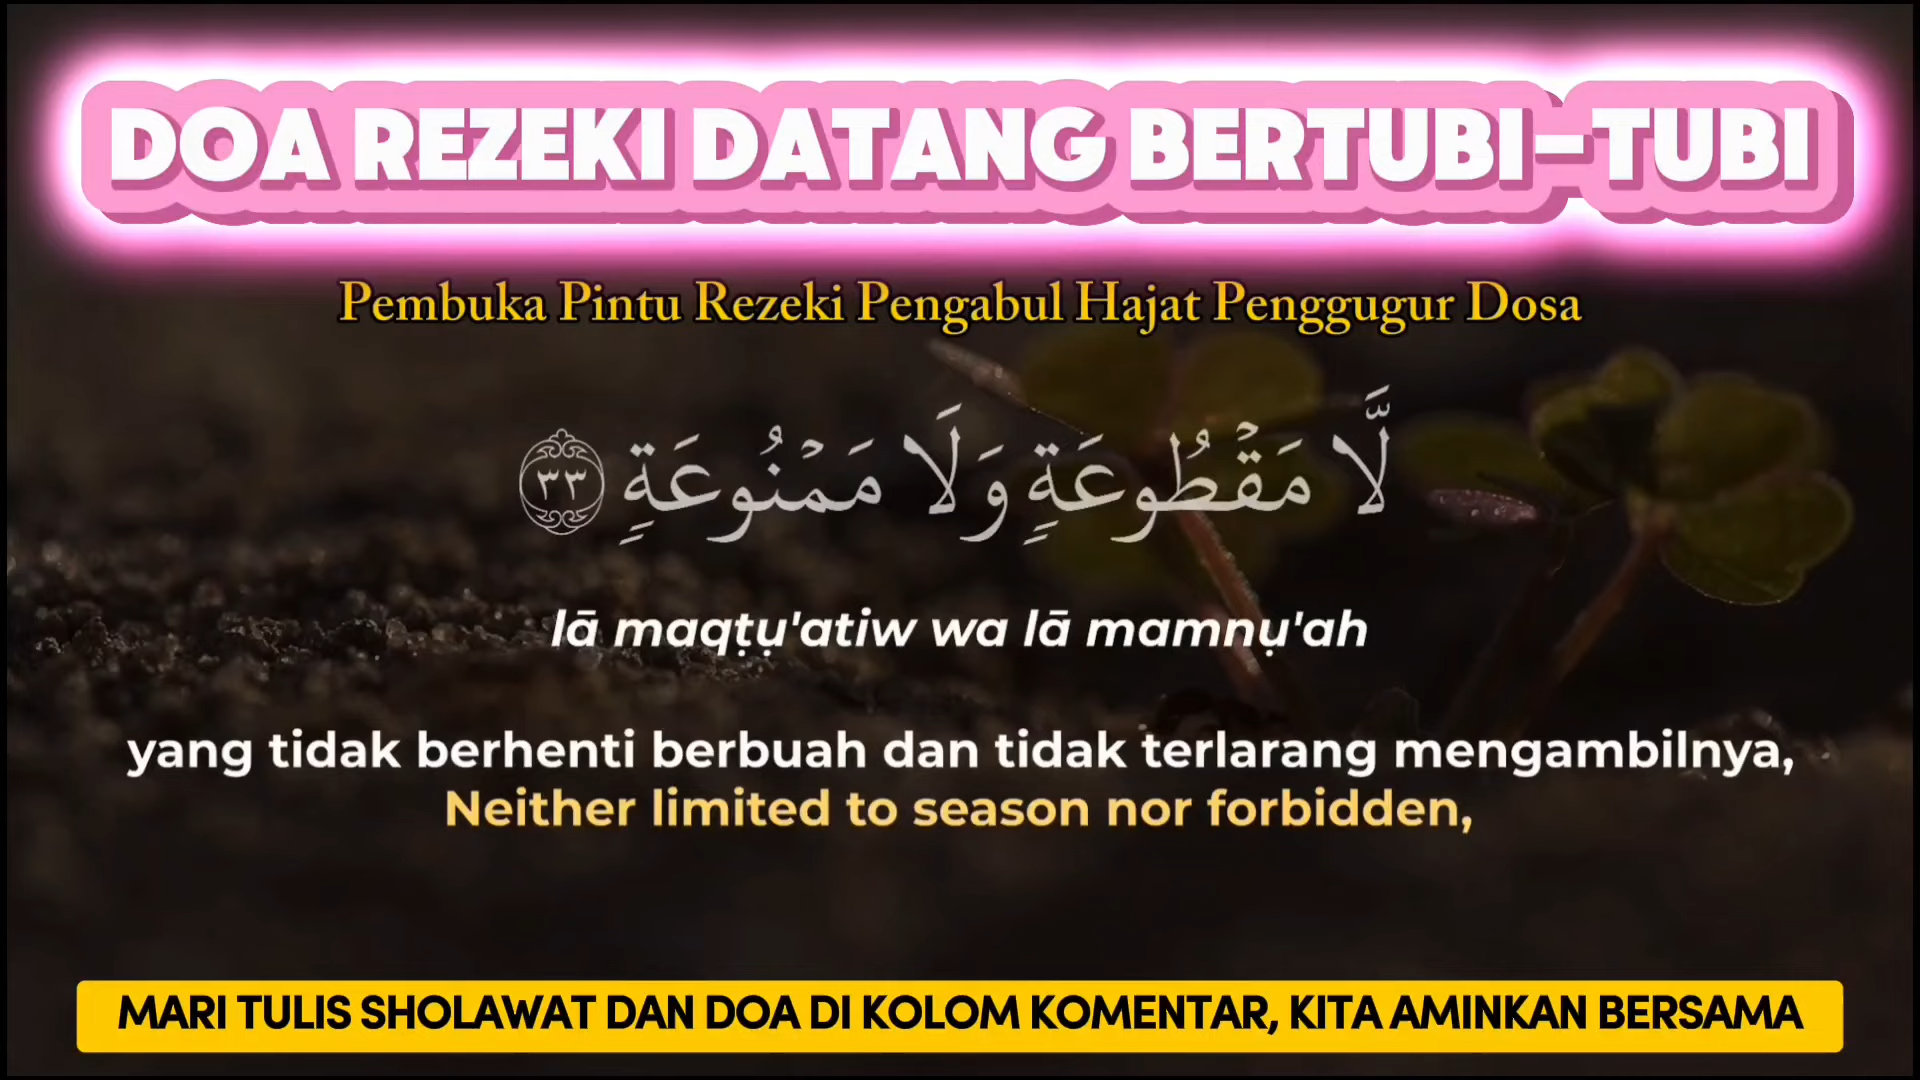 DOA REZEKI DATANG BERTUBI-TUBI
Pembuka Pintu Rezeki Pengabul Hajat Penggugur Dosa
لَّا مَقْطُوعَةٍ وَلَا مَمْنُوعَةٍ ٣٣
lā maqṭụ'atiw wa lā mamnụ'ah
yang tidak berhenti berbuah dan tidak terlarang mengambilnya,
Neither limited to season nor forbidden,
MARI TULIS SHOLAWAT DAN DOA DI KOLOM KOMENTAR, KITA AMINKAN BERSAMA